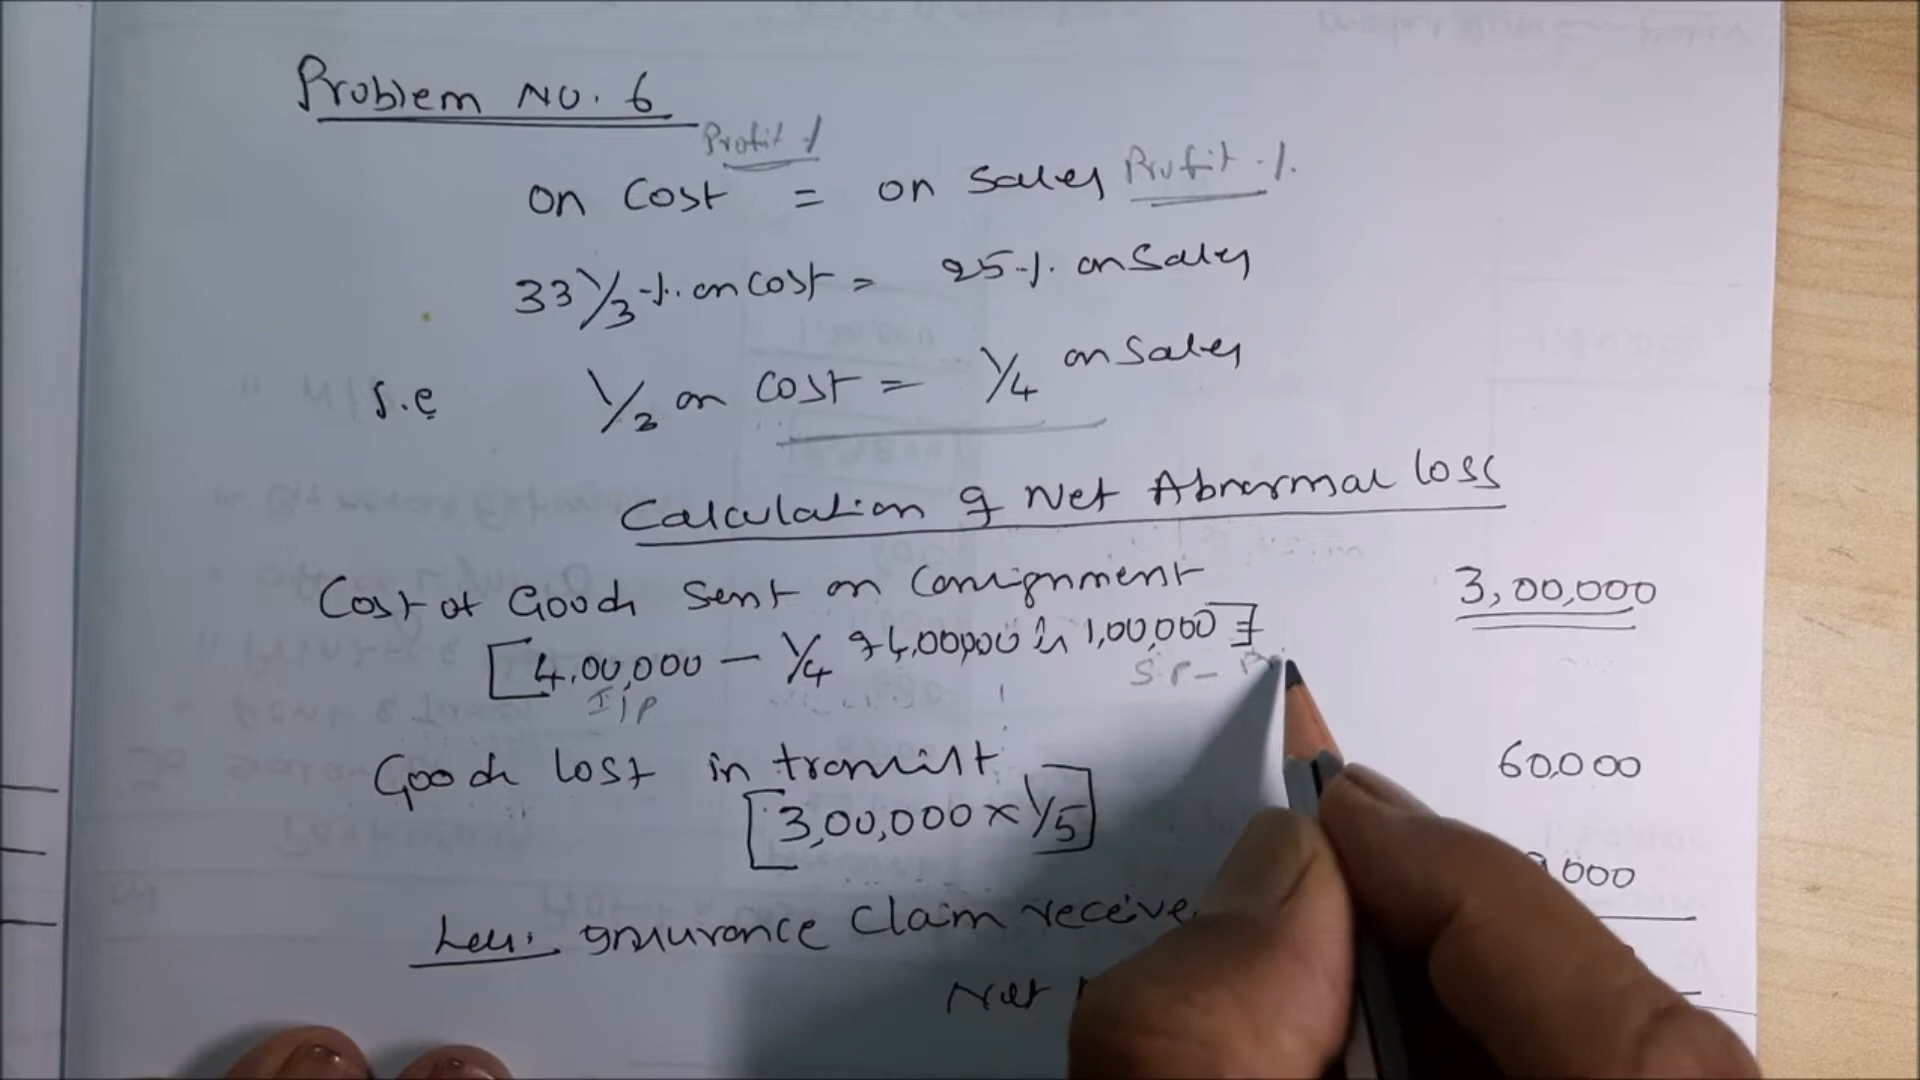 Problem NO. 6
Profit %
on Cost = on Sales Profit %
33 1/3 % on Cost = 25 % on Sales
i.e 1/3 on Cost = 1/4 on Sales
Calculation of Net Abnormal loss
Cost of Goods Sent on Consignment 3,00,000
[4,00,000 – 1/4 of 4,00,000 is 1,00,000]
I/P S.P –
Goods lost in transist 60,000
[3,00,000 × 1/5]
000
Less: Insurance Claim receive
Net